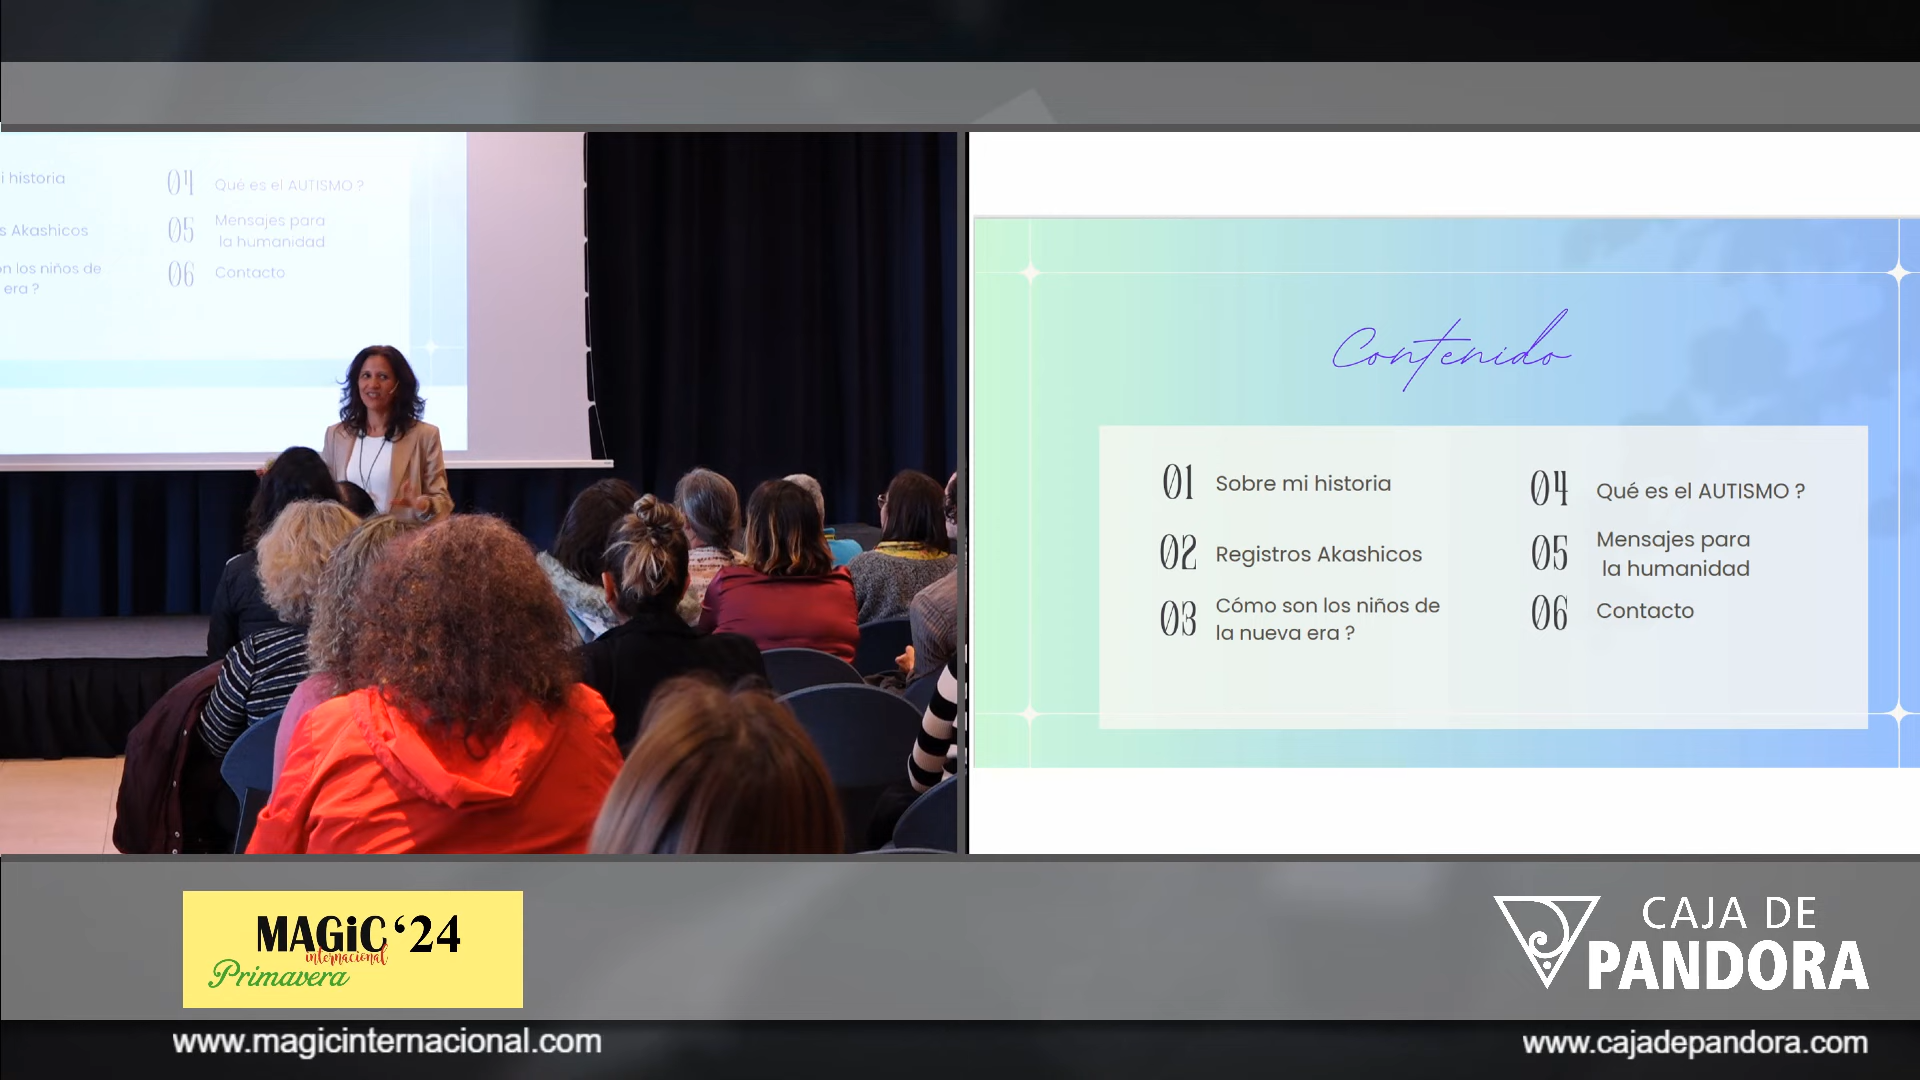 i historia
s Akashicos
on los niños de
era ?
04 Qué es el AUTISMO ?
05 Mensajes para
la humanidad
06 Contacto
Contenido
01 Sobre mi historia
02 Registros Akashicos
03 Cómo son los niños de
la nueva era ?
04 Qué es el AUTISMO ?
05 Mensajes para
la humanidad
06 Contacto
MAGiC ‘24
internacional
Primavera
www.magicinternacional.com
CAJA DE
PANDORA
www.cajadepandora.com